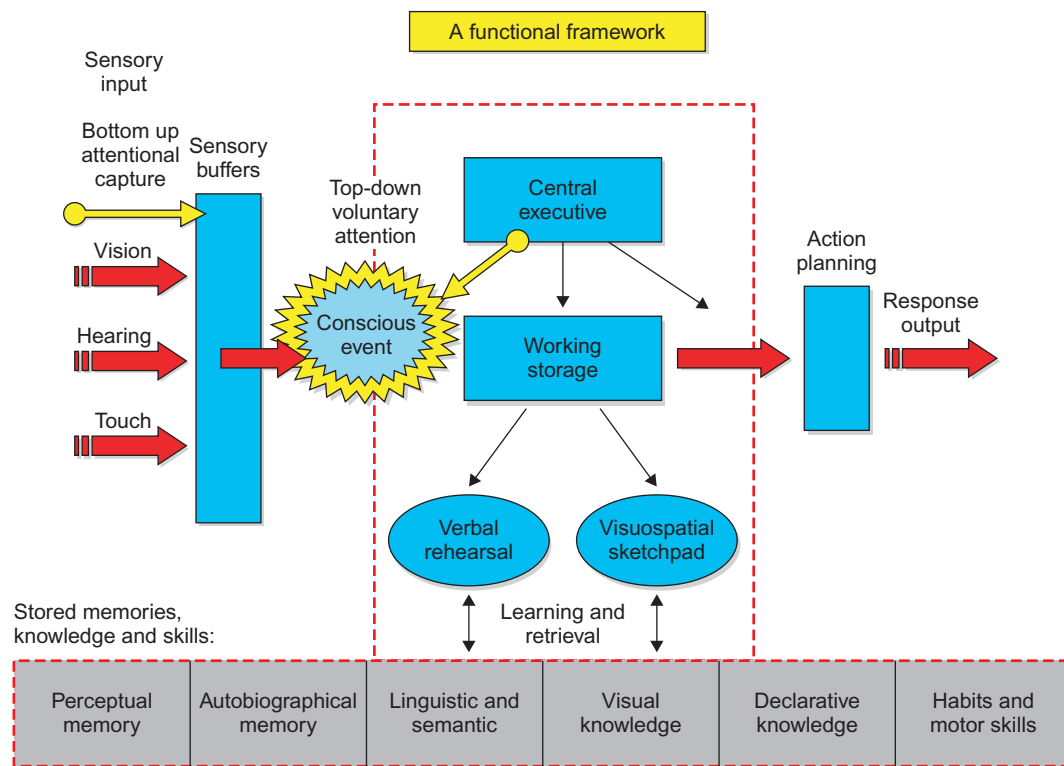 A functional framework
Sensory
input
Bottom up
attentional
capture
Sensory
buffers
Vision
Hearing
Touch
Top-down
voluntary
attention
Conscious
event
Central
executive
Working
storage
Verbal
rehearsal
Visuospatial
sketchpad
Action
planning
Response
output
Learning and
retrieval
Stored memories,
knowledge and skills:
Perceptual
memory
Autobiographical
memory
Linguistic and
semantic
Visual
knowledge
Declarative
knowledge
Habits and
motor skills